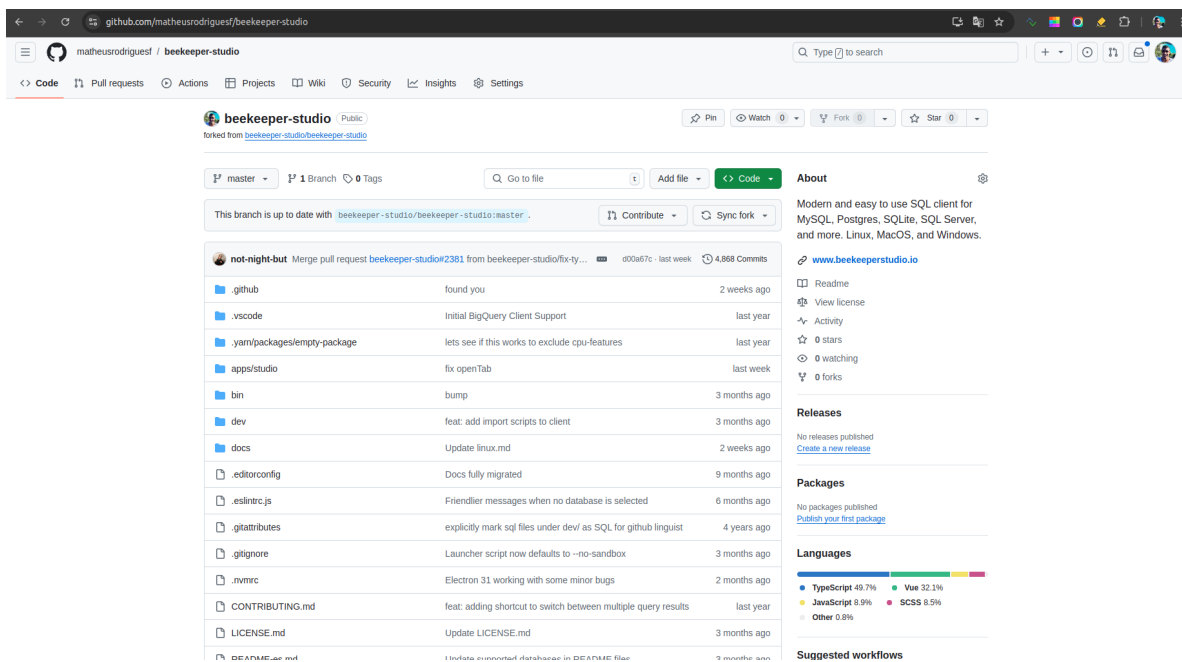 github.com/matheusrodriguesf/beekeeper-studio
matheusrodriguesf / beekeeper-studio
Type / to search
Code Pull requests Actions Projects Wiki Security Insights Settings
beekeeper-studio Public
Pin Watch 0 Fork 0 Star 0
forked from beekeeper-studio/beekeeper-studio
master 1 Branch 0 Tags Go to file t Add file Code
This branch is up to date with beekeeper-studio/beekeeper-studio:master . Contribute Sync fork
not-night-but Merge pull request beekeeper-studio#2381 from beekeeper-studio/fix-ty... d00a67c · last week 4,868 Commits
.github found you 2 weeks ago
.vscode Initial BigQuery Client Support last year
.yarn/packages/empty-package lets see if this works to exclude cpu-features last year
apps/studio fix openTab last week
bin bump 3 months ago
dev feat: add import scripts to client 3 months ago
docs Update linux.md 2 weeks ago
.editorconfig Docs fully migrated 9 months ago
.eslintrc.js Friendlier messages when no database is selected 6 months ago
.gitattributes explicitly mark sql files under dev/ as SQL for github linguist 4 years ago
.gitignore Launcher script now defaults to --no-sandbox 3 months ago
.nvmrc Electron 31 working with some minor bugs 2 months ago
CONTRIBUTING.md feat: adding shortcut to switch between multiple query results last year
LICENSE.md Update LICENSE.md 3 months ago
README-es.md Update supported databases in README files 3 months ago
About
Modern and easy to use SQL client for
MySQL, Postgres, SQLite, SQL Server,
and more. Linux, MacOS, and Windows.
www.beekeeperstudio.io
Readme
View license
Activity
0 stars
0 watching
0 forks
Releases
No releases published
Create a new release
Packages
No packages published
Publish your first package
Languages
TypeScript 49.7% Vue 32.1%
JavaScript 8.9% SCSS 8.5%
Other 0.8%
Suggested workflows